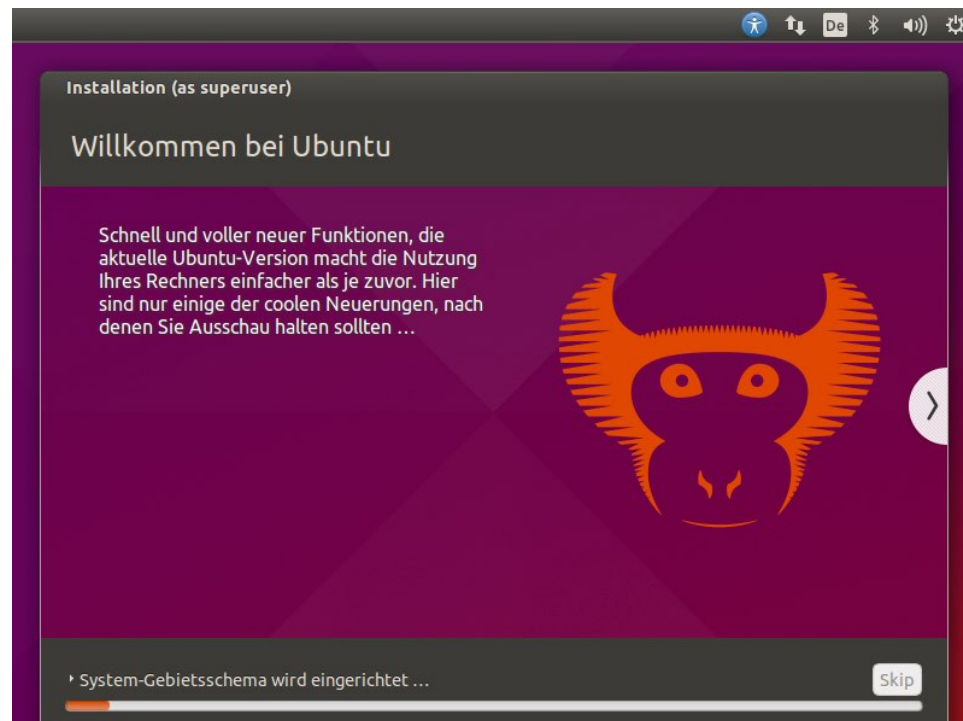 De
Installation (as superuser)
Willkommen bei Ubuntu
Schnell und voller neuer Funktionen, die
aktuelle Ubuntu-Version macht die Nutzung
Ihres Rechners einfacher als je zuvor. Hier
sind nur einige der coolen Neuerungen, nach
denen Sie Ausschau halten sollten …
System-Gebietsschema wird eingerichtet …
Skip